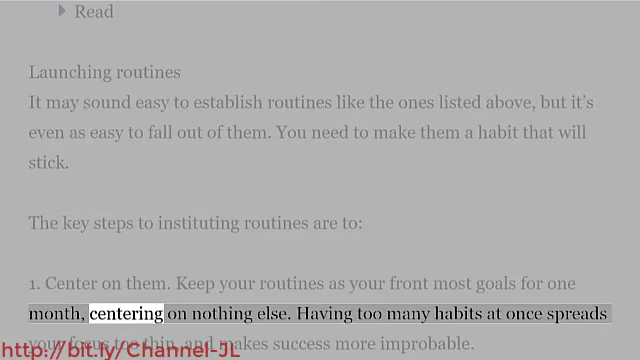 Read
Launching routines
It may sound easy to establish routines like the ones listed above, but it's
even as easy to fall out of them. You need to make them a habit that will
stick.
The key steps to instituting routines are to:
1. Center on them. Keep your routines as your front most goals for one
month, centering on nothing else. Having too many habits at once spreads
your focus too thin, and makes success more improbable.
http://bit.ly/Channel-JL